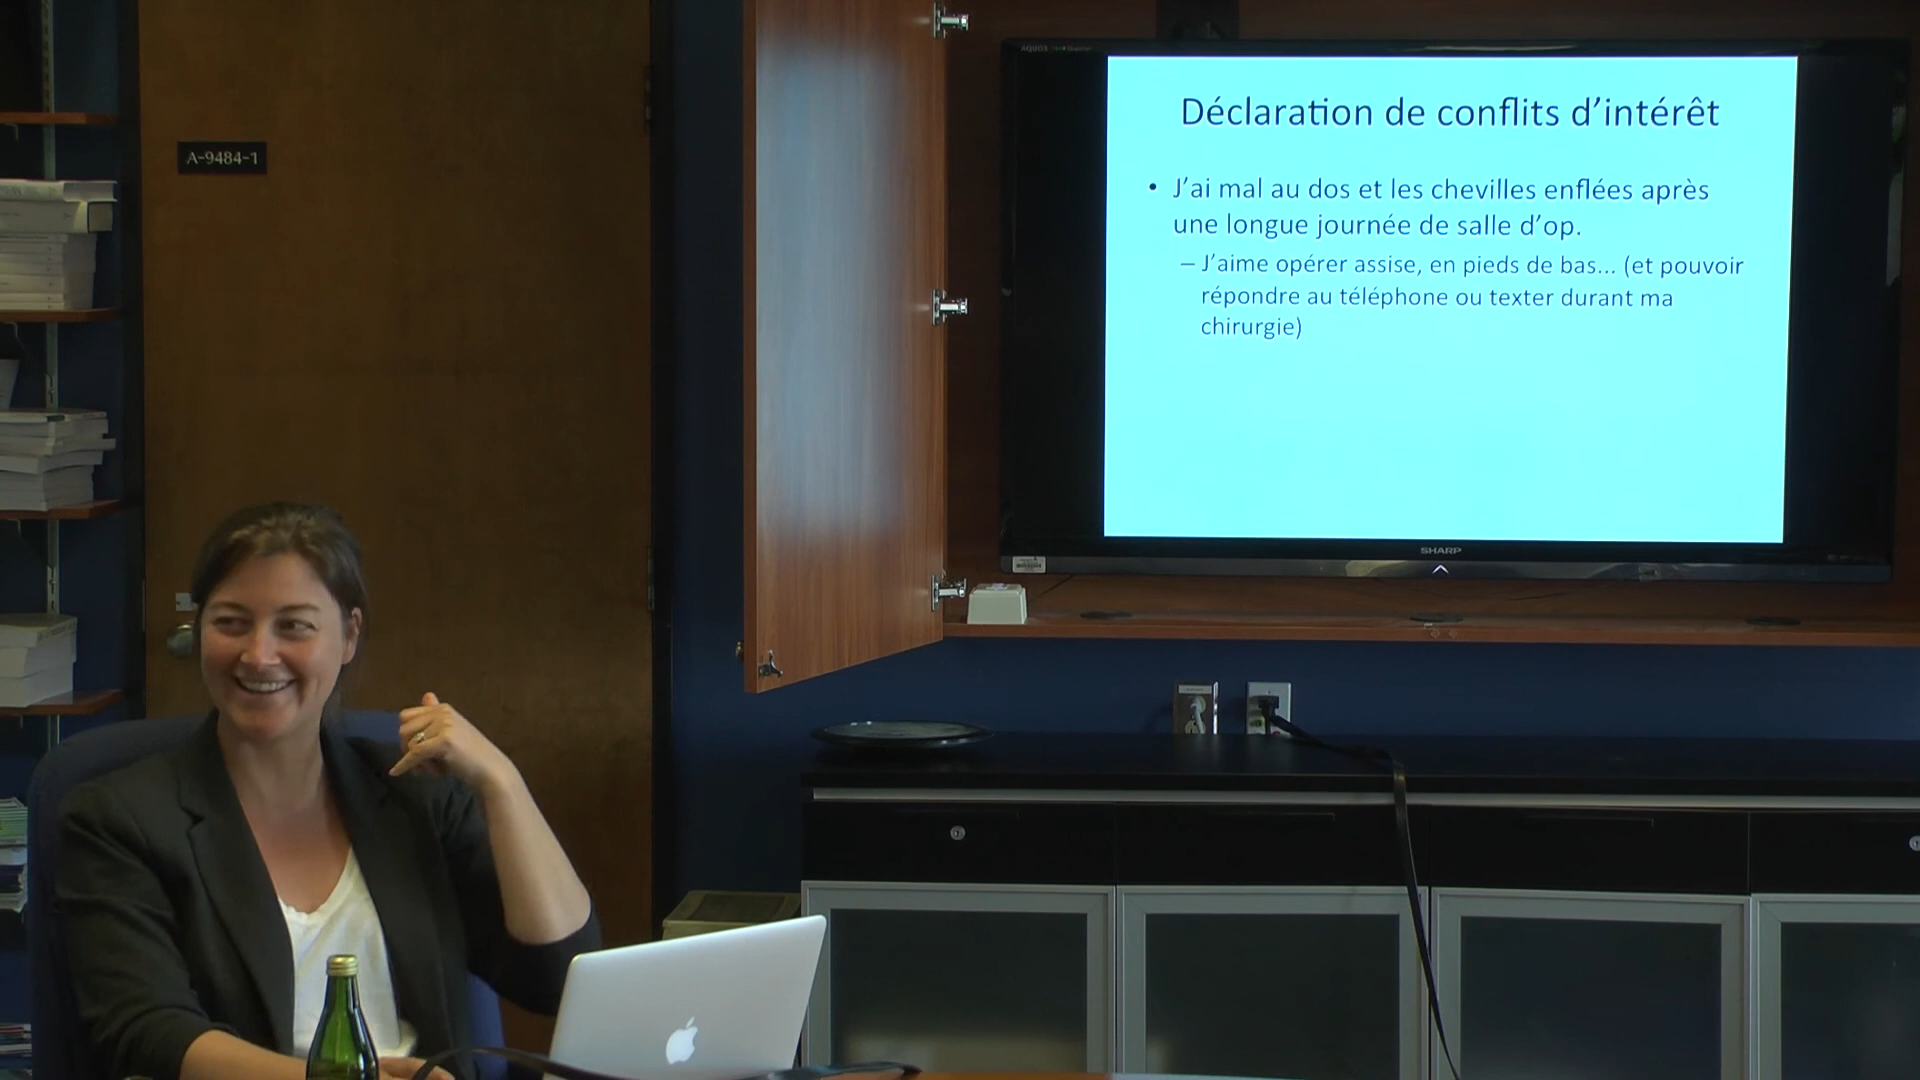 A-9484-1
AQUOS
Déclaration de conflits d'intérêt
• J'ai mal au dos et les chevilles enflées après
une longue journée de salle d'op.
– J'aime opérer assise, en pieds de bas... (et pouvoir
répondre au téléphone ou texter durant ma
chirurgie)
SHARP